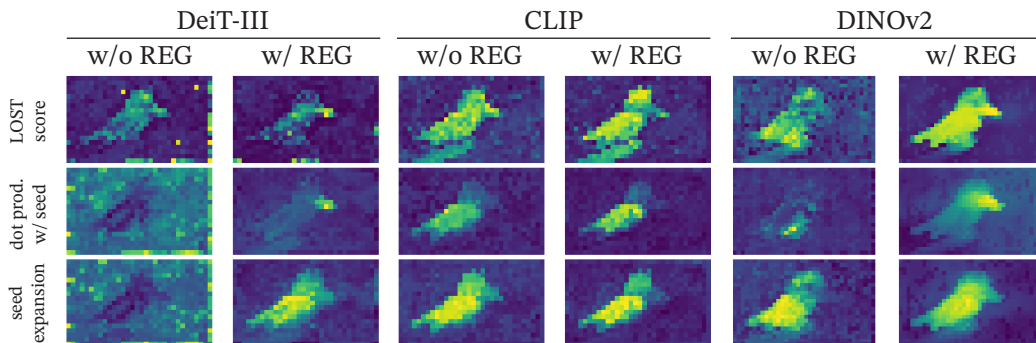 DeiT-III CLIP DINOv2
w/o REG w/ REG w/o REG w/ REG w/o REG w/ REG
LOST
score
dot prod.
w/ seed
seed
expansion